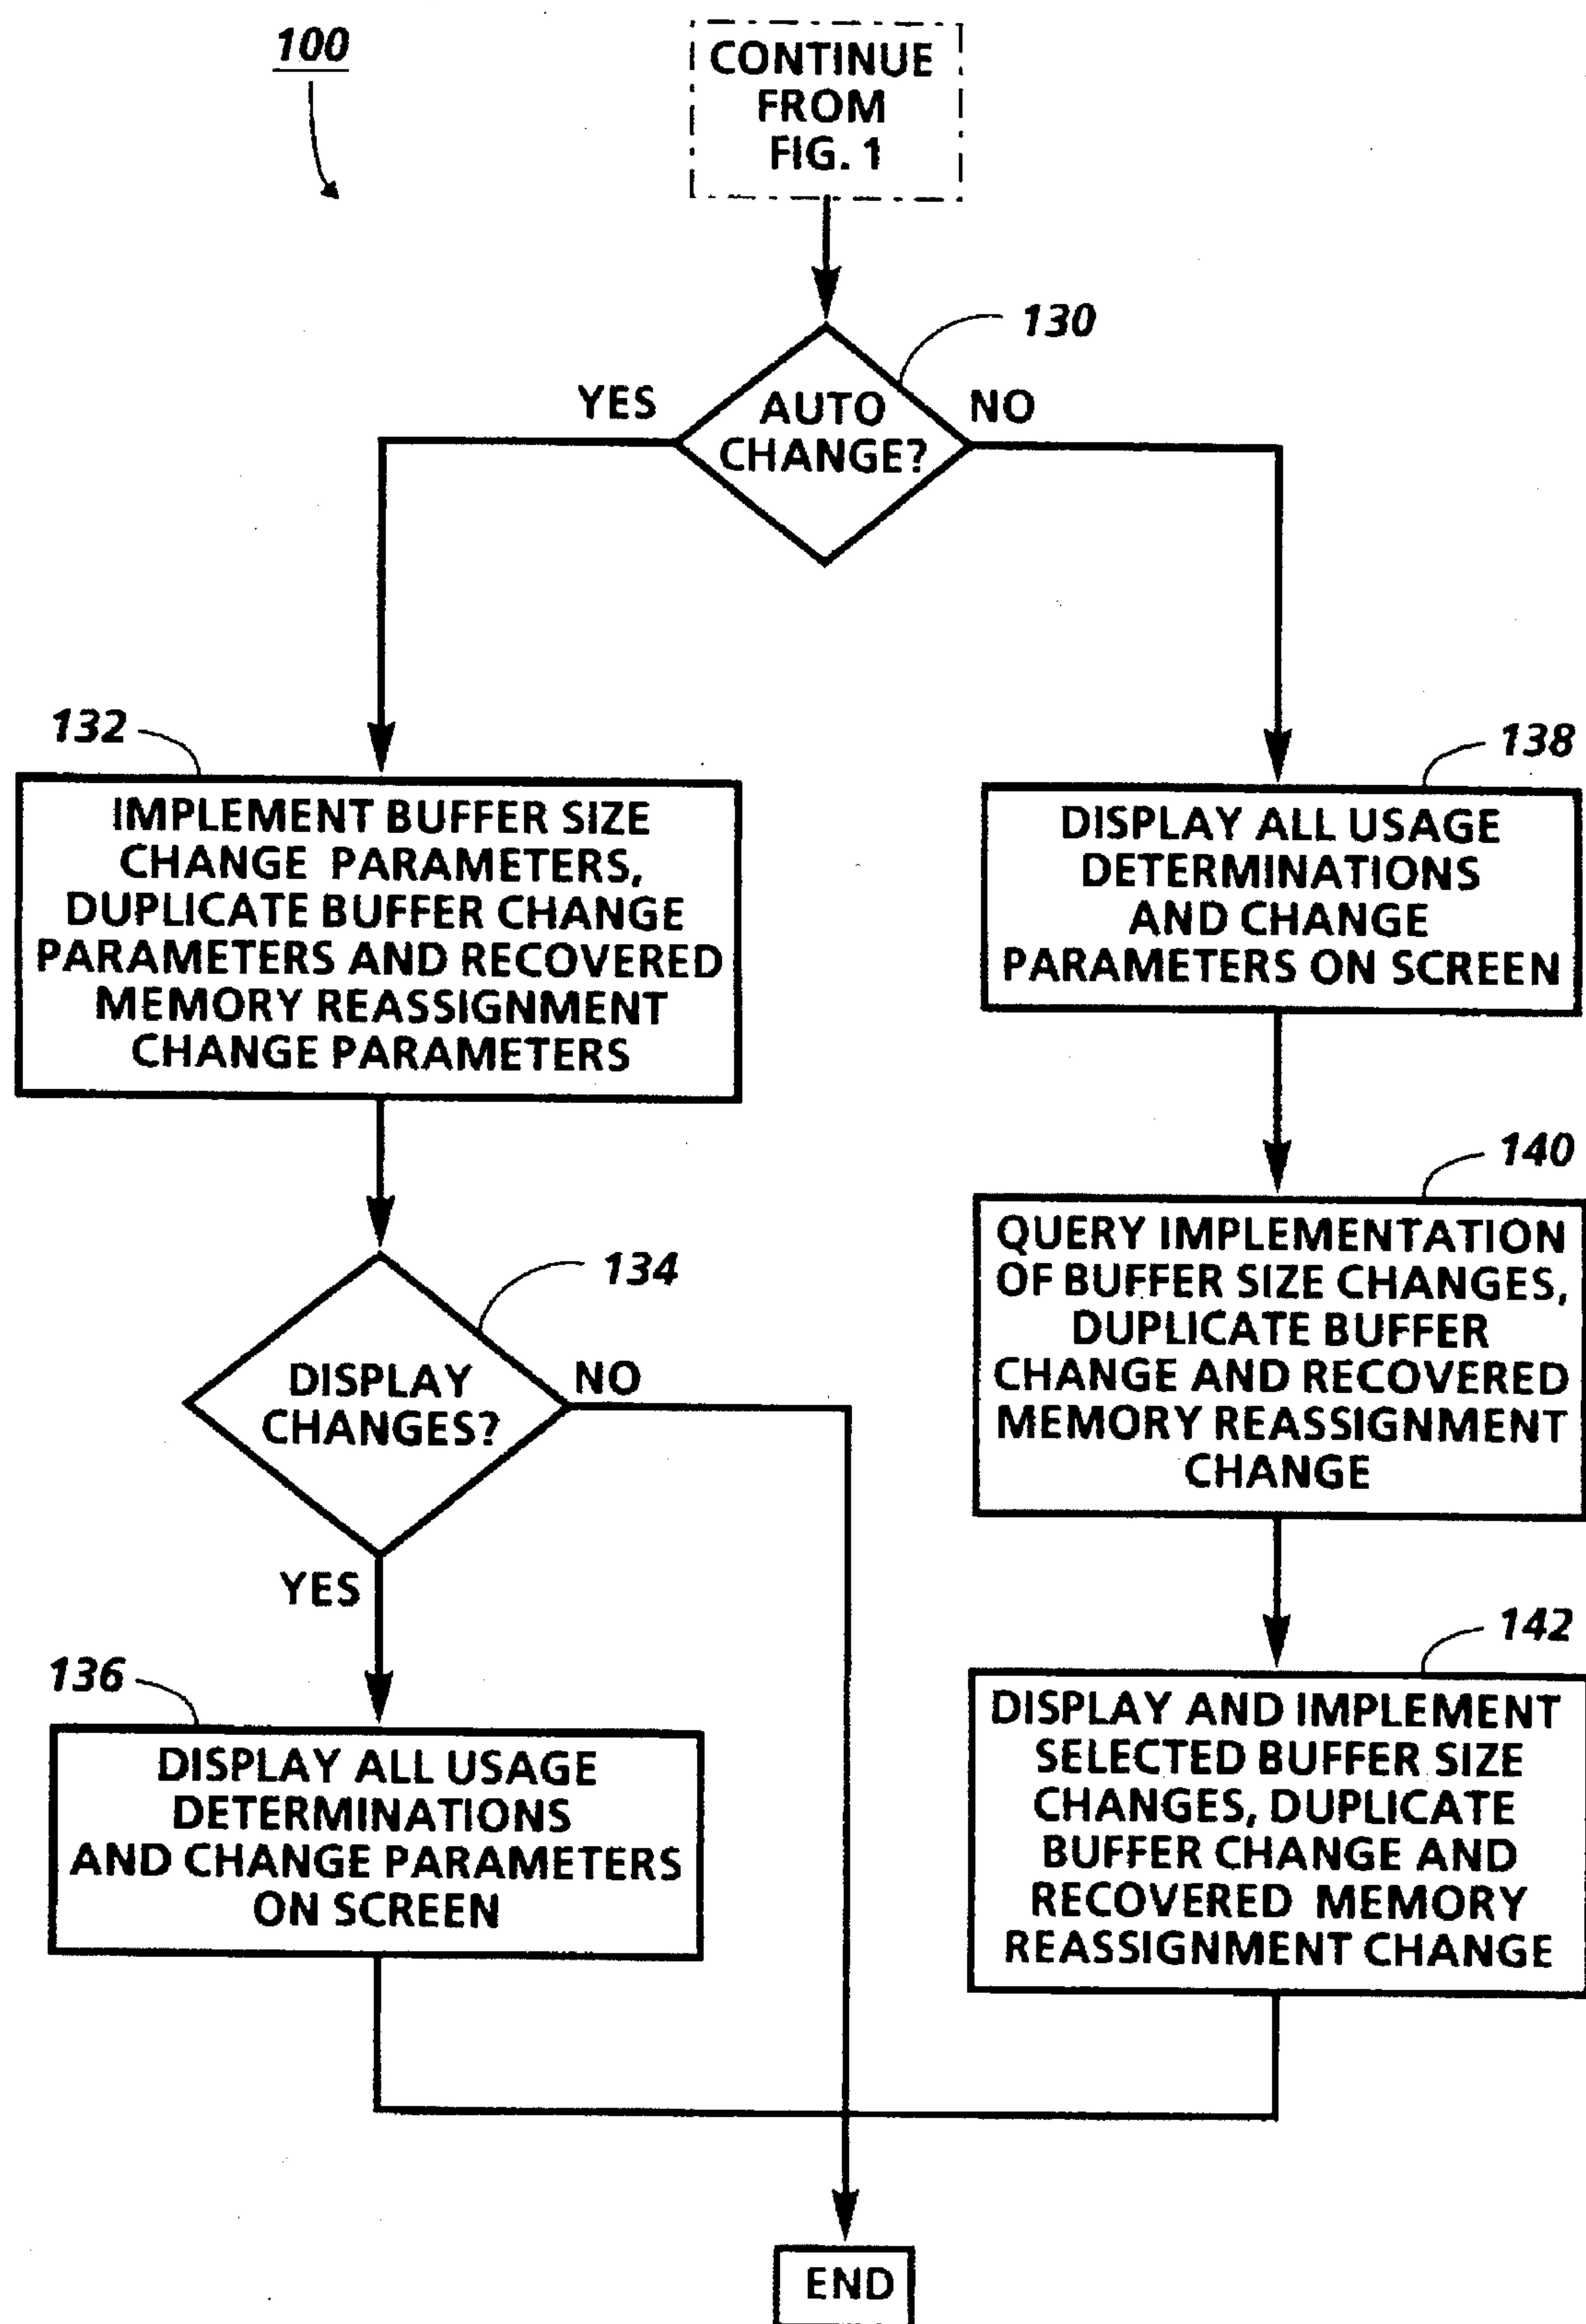 100
CONTINUE
FROM
FIG. 1
130
YES
AUTO
CHANGE?
NO
132
IMPLEMENT BUFFER SIZE
CHANGE PARAMETERS,
DUPLICATE BUFFER CHANGE
PARAMETERS AND RECOVERED
MEMORY REASSIGNMENT
CHANGE PARAMETERS
134
DISPLAY
CHANGES?
NO
YES
136
DISPLAY ALL USAGE
DETERMINATIONS
AND CHANGE PARAMETERS
ON SCREEN
138
DISPLAY ALL USAGE
DETERMINATIONS
AND CHANGE
PARAMETERS ON SCREEN
140
QUERY IMPLEMENTATION
OF BUFFER SIZE CHANGES,
DUPLICATE BUFFER
CHANGE AND RECOVERED
MEMORY REASSIGNMENT
CHANGE
142
DISPLAY AND IMPLEMENT
SELECTED BUFFER SIZE
CHANGES, DUPLICATE
BUFFER CHANGE AND
RECOVERED MEMORY
REASSIGNMENT CHANGE
END